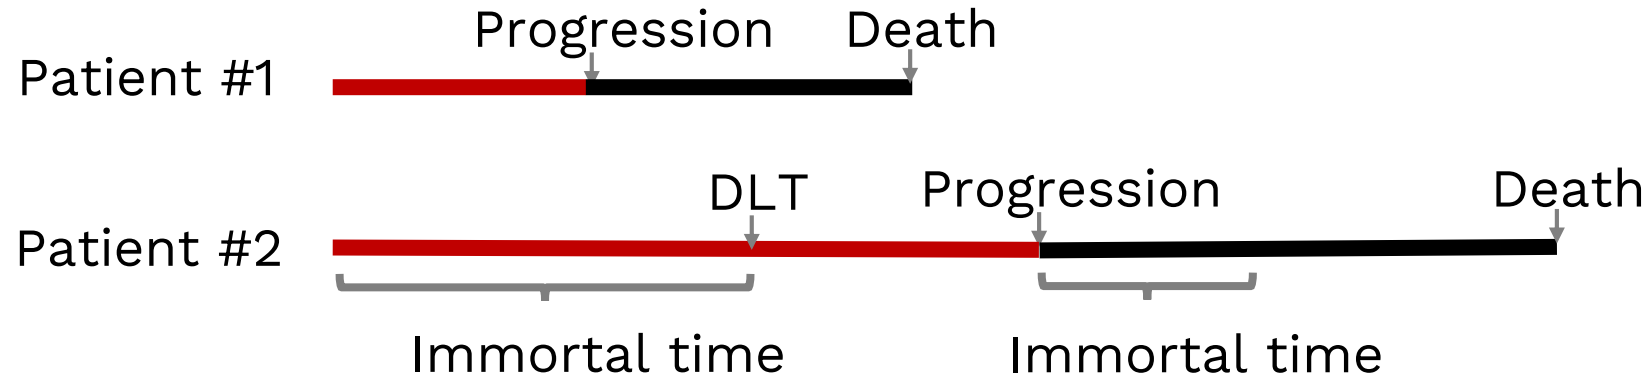 Progression Death
Patient #1
DLT Progression Death
Patient #2
Immortal time Immortal time